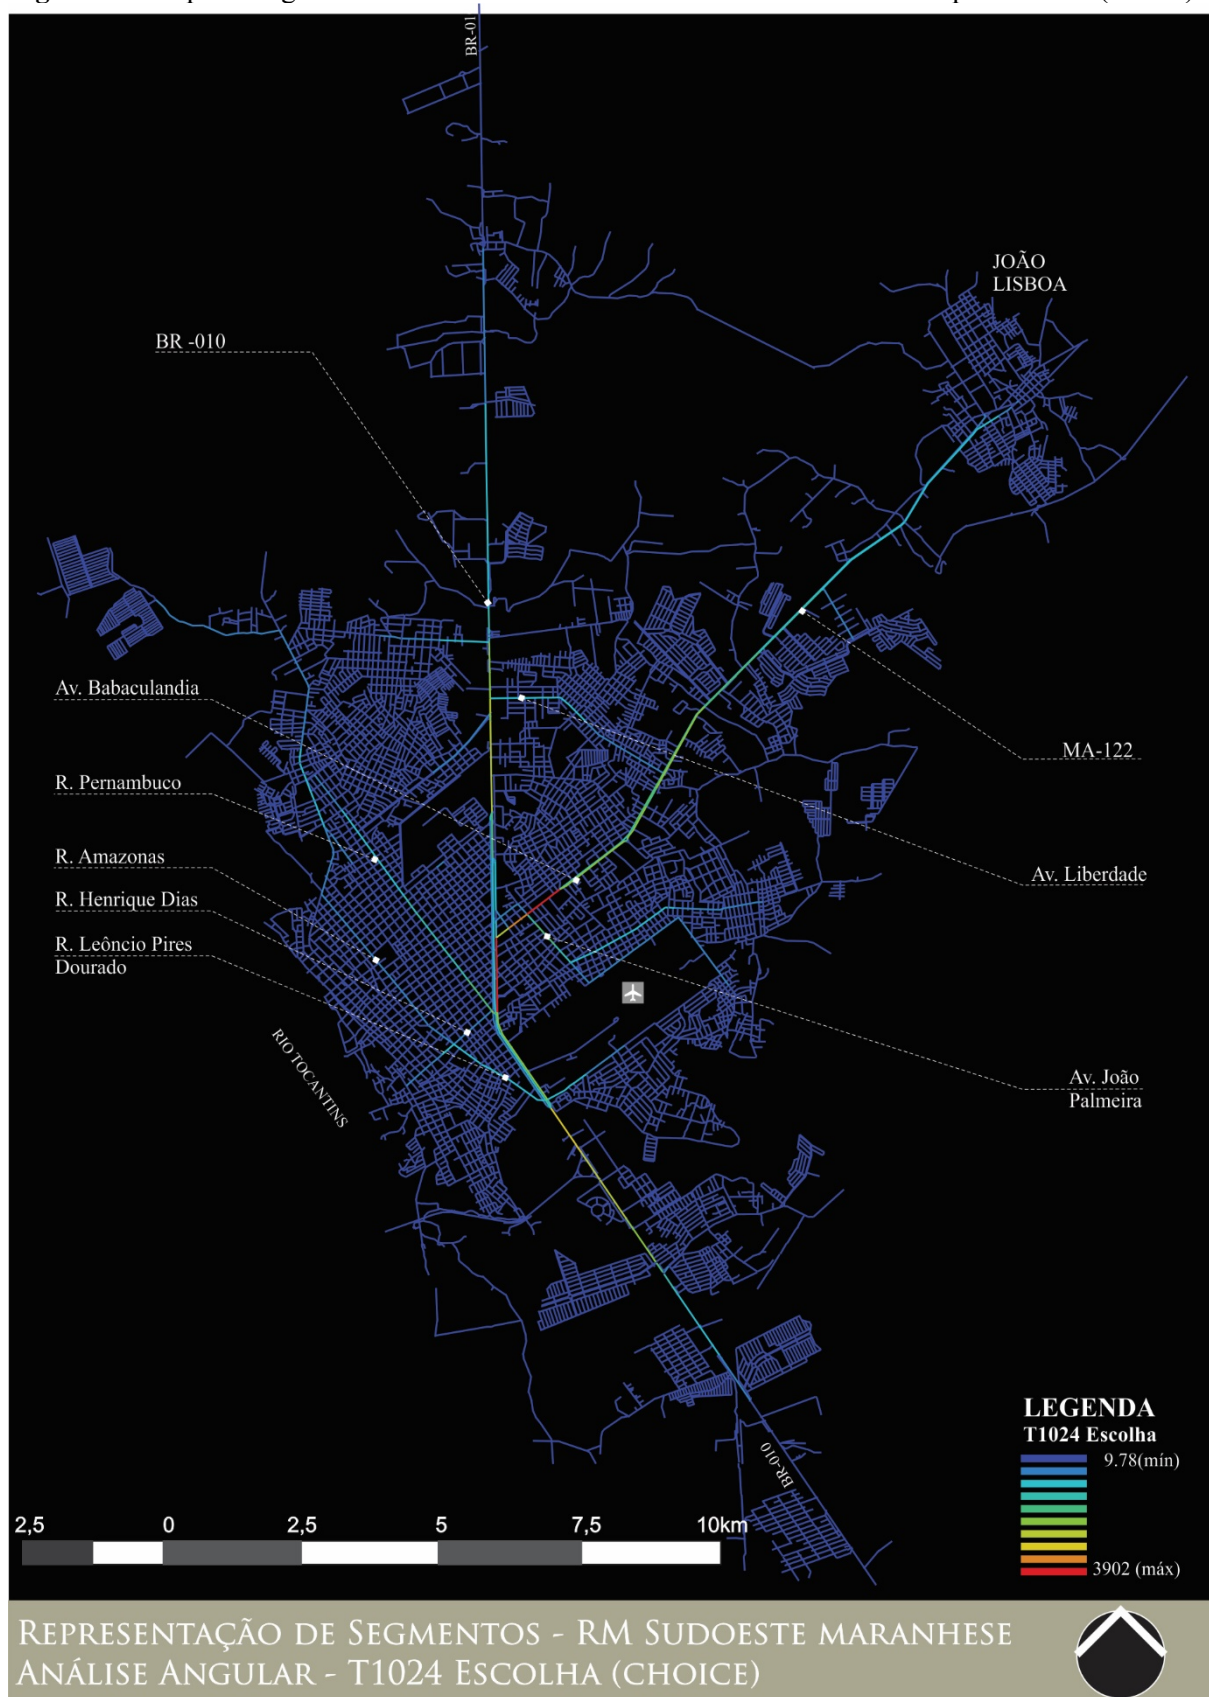 BR-01
JOÃO
LISBOA
BR -010
Av. Babaculandia
MA-122
R. Pernambuco
R. Amazonas
Av. Liberdade
R. Henrique Dias
R. Leôncio Pires
Dourado
RIO TOCANTINS
Av. João
Palmeira
LEGENDA
T1024 Escolha
9.78(mín)
3902 (máx)
BR-010
2,5 0 2,5 5 7,5 10km
REPRESENTAÇÃO DE SEGMENTOS - RM SUDOESTE MARANHESE
ANÁLISE ANGULAR - T1024 ESCOLHA (CHOICE)